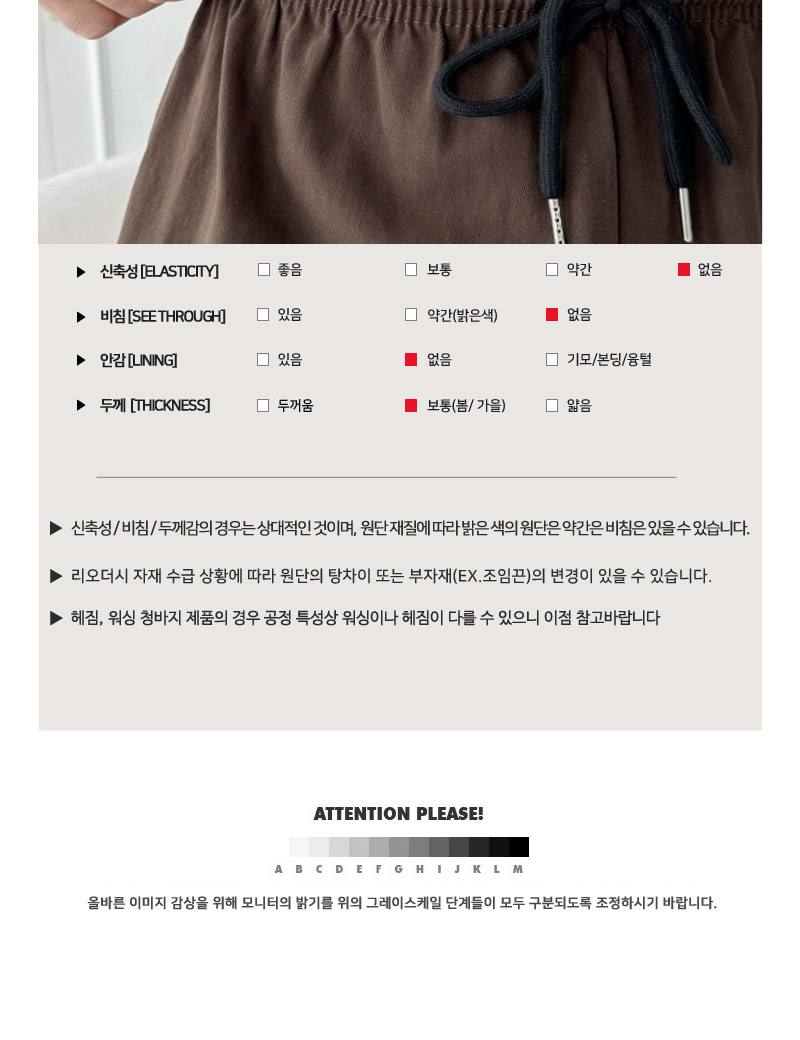 ▶ 신축성 [ELASTICITY] □ 좋음 □ 보통 □ 약간 ■ 없음
▶ 비침 [SEE THROUGH] □ 있음 □ 약간(밝은색) ■ 없음
▶ 안감 [LINING] □ 있음 ■ 없음 □ 기모/본딩/융털
▶ 두께 [THICKNESS] □ 두꺼움 ■ 보통(봄/ 가을) □ 얇음
▶ 신축성 / 비침 / 두께감의 경우는 상대적인 것이며, 원단 재질에 따라 밝은 색의 원단은 약간은 비침은 있을 수 있습니다.
▶ 리오더시 자재 수급 상황에 따라 원단의 탕차이 또는 부자재(EX.조임끈)의 변경이 있을 수 있습니다.
▶ 헤짐, 워싱 청바지 제품의 경우 공정 특성상 워싱이나 헤짐이 다를 수 있으니 이점 참고바랍니다
ATTENTION PLEASE!
A B C D E F G H I J K L M
올바른 이미지 감상을 위해 모니터의 밝기를 위의 그레이스케일 단계들이 모두 구분되도록 조정하시기 바랍니다.